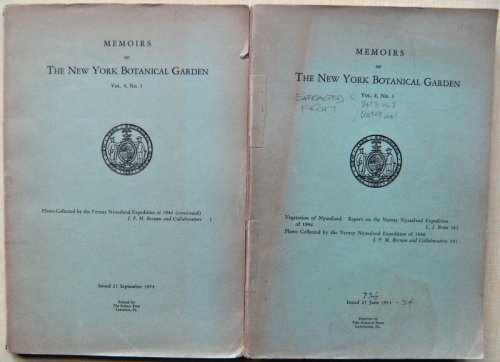 MEMOIRS
OF
THE NEW YORK BOTANICAL GARDEN
VOL. 9, No. 1
Plants Collected by the Vernay Nyasaland Expedition of 1946 (continued)
J. P. M. Brenan and Collaborators 1
Issued 23 September 1954
Printed by
THE SCIENCE PRESS
LANCASTER, PA.
MEMOIRS
OF
THE NEW YORK BOTANICAL GARDEN
VOL. 8, No. 3
EXTRACTED
FROM
Vegetation of Nyasaland. Report on the Vernay Nyasaland Expedition
of 1946
L. J. Brass 161
Plants Collected by the Vernay Nyasaland Expedition of 1946
J. P. M. Brenan and Collaborators 191
Issued 23 June 1953
PRINTED BY
THE SCIENCE PRESS
LANCASTER, PA.